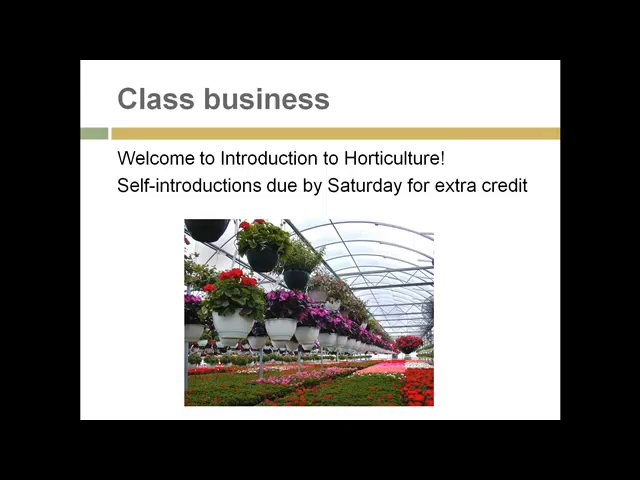 Class business
Welcome to Introduction to Horticulture!
Self-introductions due by Saturday for extra credit